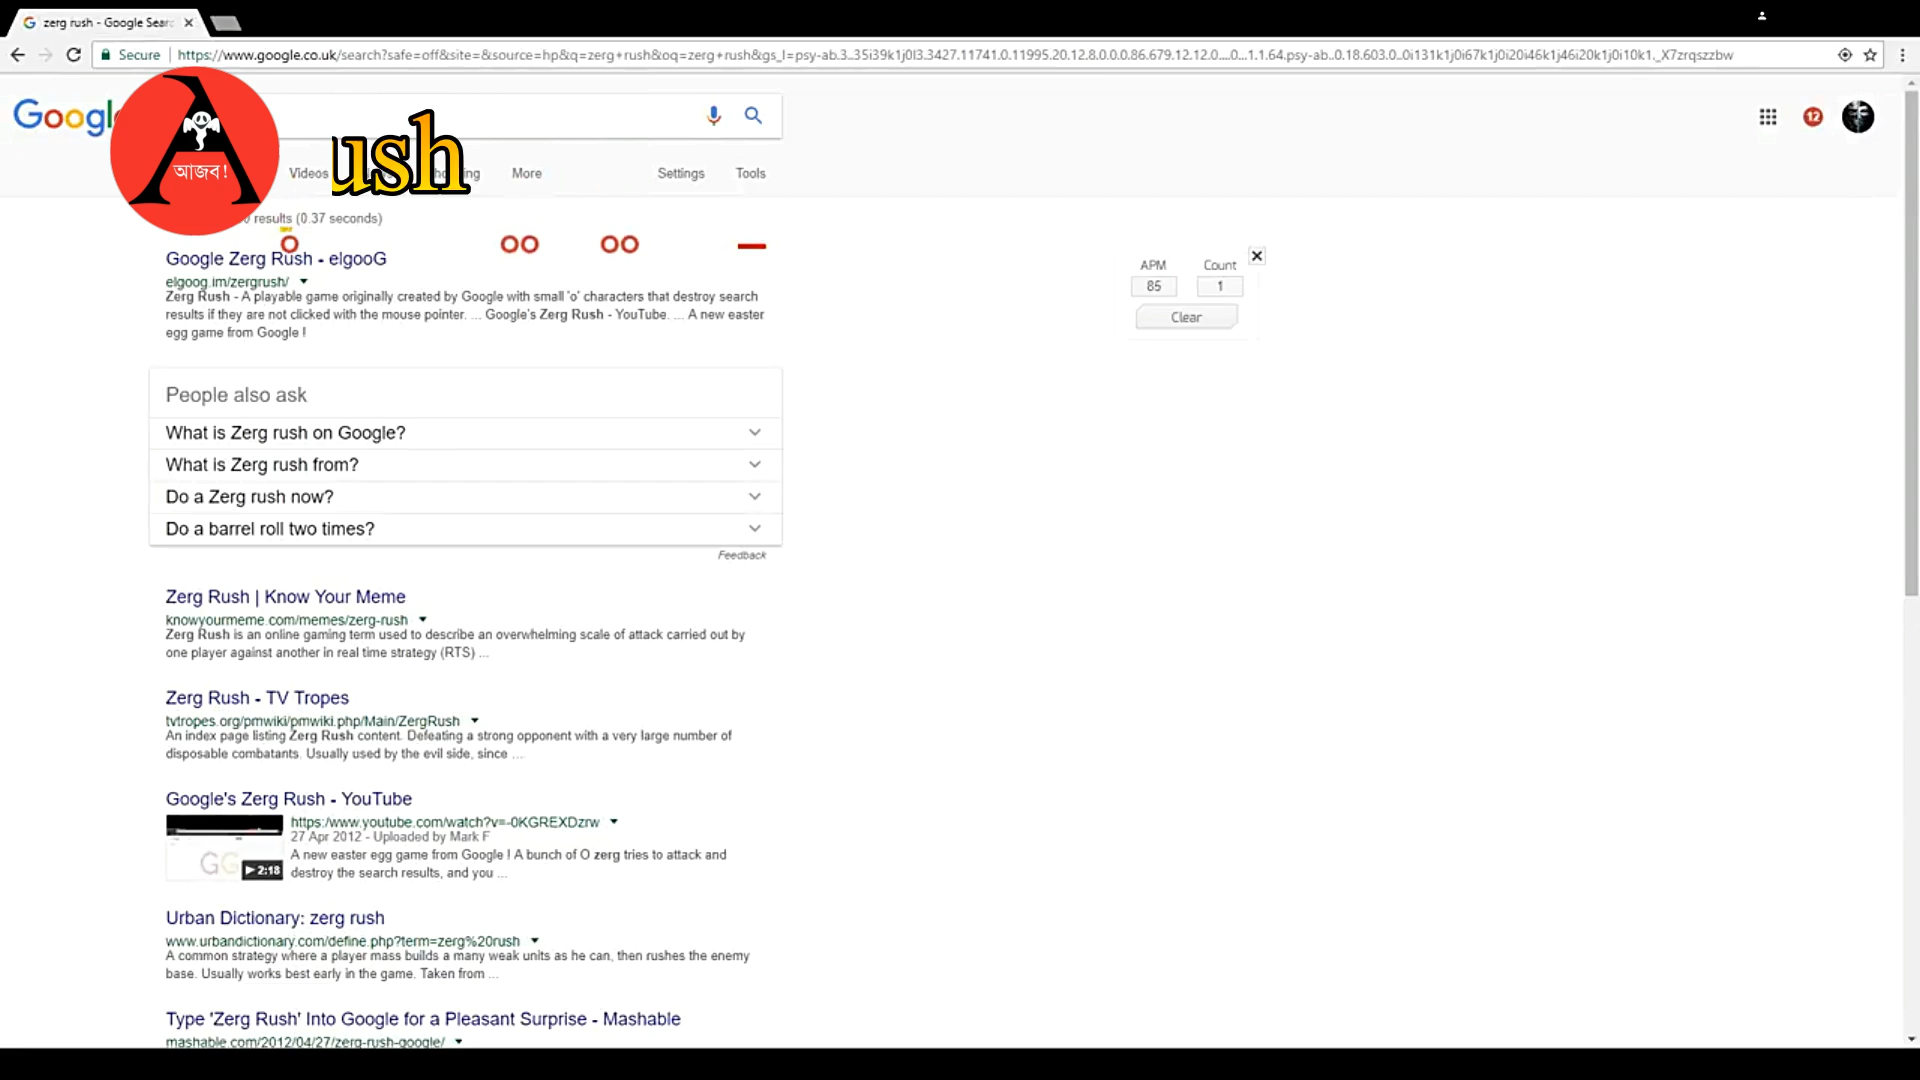 zerg rush - Google Sear
Secure
https://www.google.co.uk/search?safe=off&site=&source=hp&q=zerg+rush&oq=zerg+rush&gs_l=psy-ab.3..35i39k1j0l3.3427.11741.0.11995.20.12.8.0.0.0.86.679.12.12.0....0...1.1.64.psy-ab..0.18.603.0..0i131k1j0i67k1j0i20i46k1j46i20k1j0i10k1._X7zrqszzbw
Google
A
আজব!
ush
12
Videos
More
Settings
Tools
results (0.37 seconds)
Google Zerg Rush - elgooG
elgoog.im/zergrush/
Zerg Rush - A playable game originally created by Google with small 'o' characters that destroy search
results if they are not clicked with the mouse pointer. ... Google's Zerg Rush - YouTube. ... A new easter
egg game from Google !
APM
Count
85
1
Clear
People also ask
What is Zerg rush on Google?
What is Zerg rush from?
Do a Zerg rush now?
Do a barrel roll two times?
Feedback
Zerg Rush | Know Your Meme
knowyourmeme.com/memes/zerg-rush
Zerg Rush is an online gaming term used to describe an overwhelming scale of attack carried out by
one player against another in real time strategy (RTS) ...
Zerg Rush - TV Tropes
tvtropes.org/pmwiki/pmwiki.php/Main/ZergRush
An index page listing Zerg Rush content. Defeating a strong opponent with a very large number of
disposable combatants. Usually used by the evil side, since ...
Google's Zerg Rush - YouTube
https:/www.youtube.com/watch?v=-0KGREXDzrw
27 Apr 2012 - Uploaded by Mark F
A new easter egg game from Google ! A bunch of O zerg tries to attack and
destroy the search results, and you ...
GG
2:18
Urban Dictionary: zerg rush
www.urbandictionary.com/define.php?term=zerg%20rush
A common strategy where a player mass builds a many weak units as he can, then rushes the enemy
base. Usually works best early in the game. Taken from ...
Type 'Zerg Rush' Into Google for a Pleasant Surprise - Mashable
mashable.com/2012/04/27/zerg-rush-google/